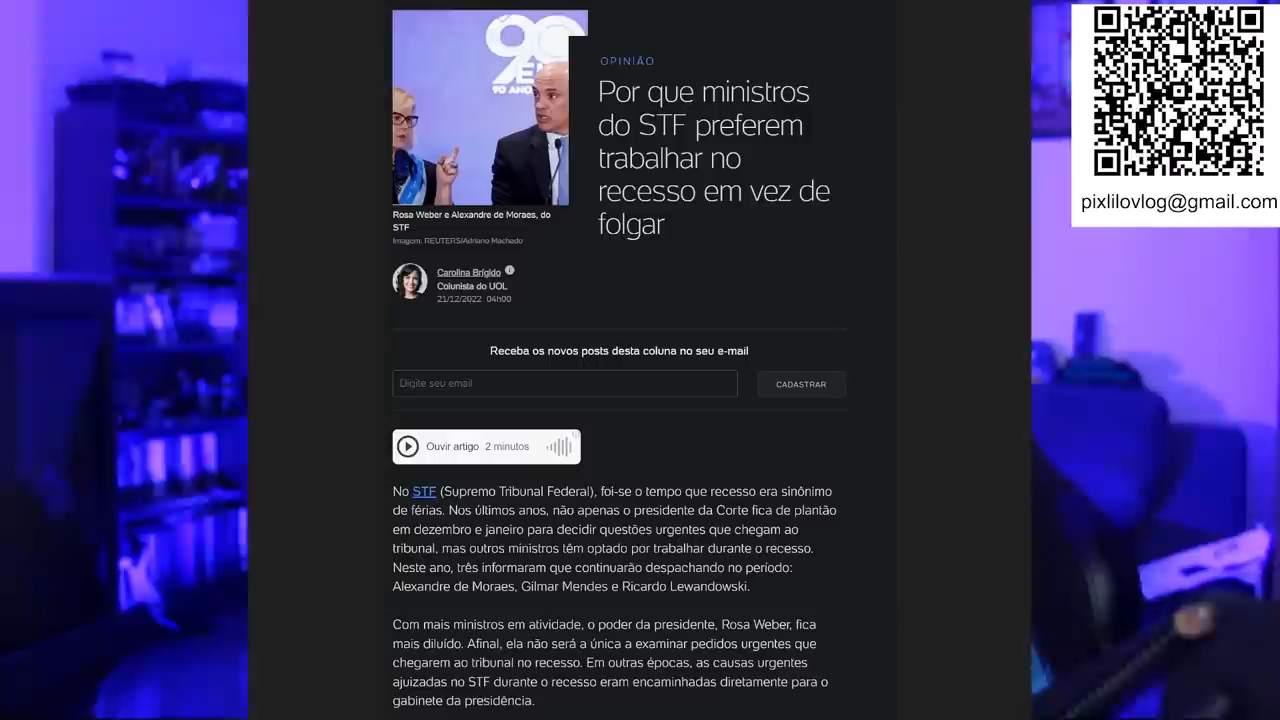 OPINIÃO
Por que ministros
do STF preferem
trabalhar no
recesso em vez de
folgar
90 ANO
Rosa Weber e Alexandre de Moraes, do
STF
Imagem: REUTERS/Adriano Machado
Carolina Brígido
Colunista do UOL
21/12/2022 04h00
Receba os novos posts desta coluna no seu e-mail
Digite seu email
CADASTRAR
Ouvir artigo 2 minutos
No STF (Supremo Tribunal Federal), foi-se o tempo que recesso era sinônimo
de férias. Nos últimos anos, não apenas o presidente da Corte fica de plantão
em dezembro e janeiro para decidir questões urgentes que chegam ao
tribunal, mas outros ministros têm optado por trabalhar durante o recesso.
Neste ano, três informaram que continuarão despachando no período:
Alexandre de Moraes, Gilmar Mendes e Ricardo Lewandowski.
Com mais ministros em atividade, o poder da presidente, Rosa Weber, fica
mais diluído. Afinal, ela não será a única a examinar pedidos urgentes que
chegarem ao tribunal no recesso. Em outras épocas, as causas urgentes
ajuizadas no STF durante o recesso eram encaminhadas diretamente para o
gabinete da presidência.
pixlilovlog@gmail.com